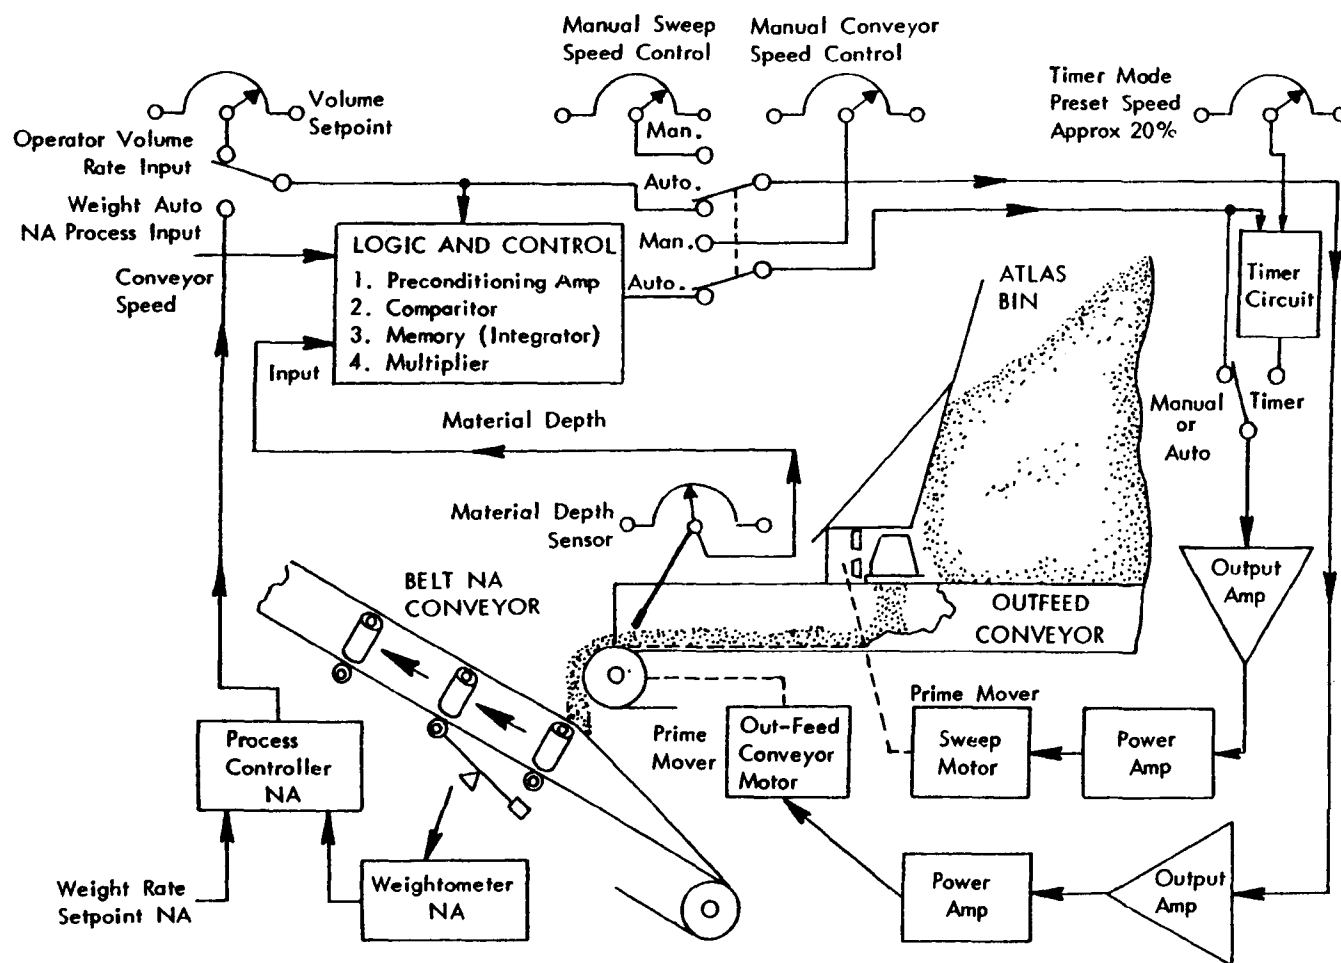 Manual Sweep
Speed Control
Manual Conveyor
Speed Control
Timer Mode
Preset Speed
Approx 20%
Volume
Setpoint
Operator Volume
Rate Input
Man.
Auto.
Weight Auto
NA Process Input
Conveyor
Speed
LOGIC AND CONTROL
1. Preconditioning Amp
2. Comparitor
3. Memory (Integrator)
4. Multiplier
Man.
Auto.
Input
ATLAS
BIN
Timer
Circuit
Manual
or
Auto
Timer
Material Depth
Material Depth
Sensor
BELT NA
CONVEYOR
OUTFEED
CONVEYOR
Output
Amp
Prime Mover
Sweep
Motor
Power
Amp
Prime
Mover
Out-Feed
Conveyor
Motor
Process
Controller
NA
Weight Rate
Setpoint NA
Weightometer
NA
Power
Amp
Output
Amp